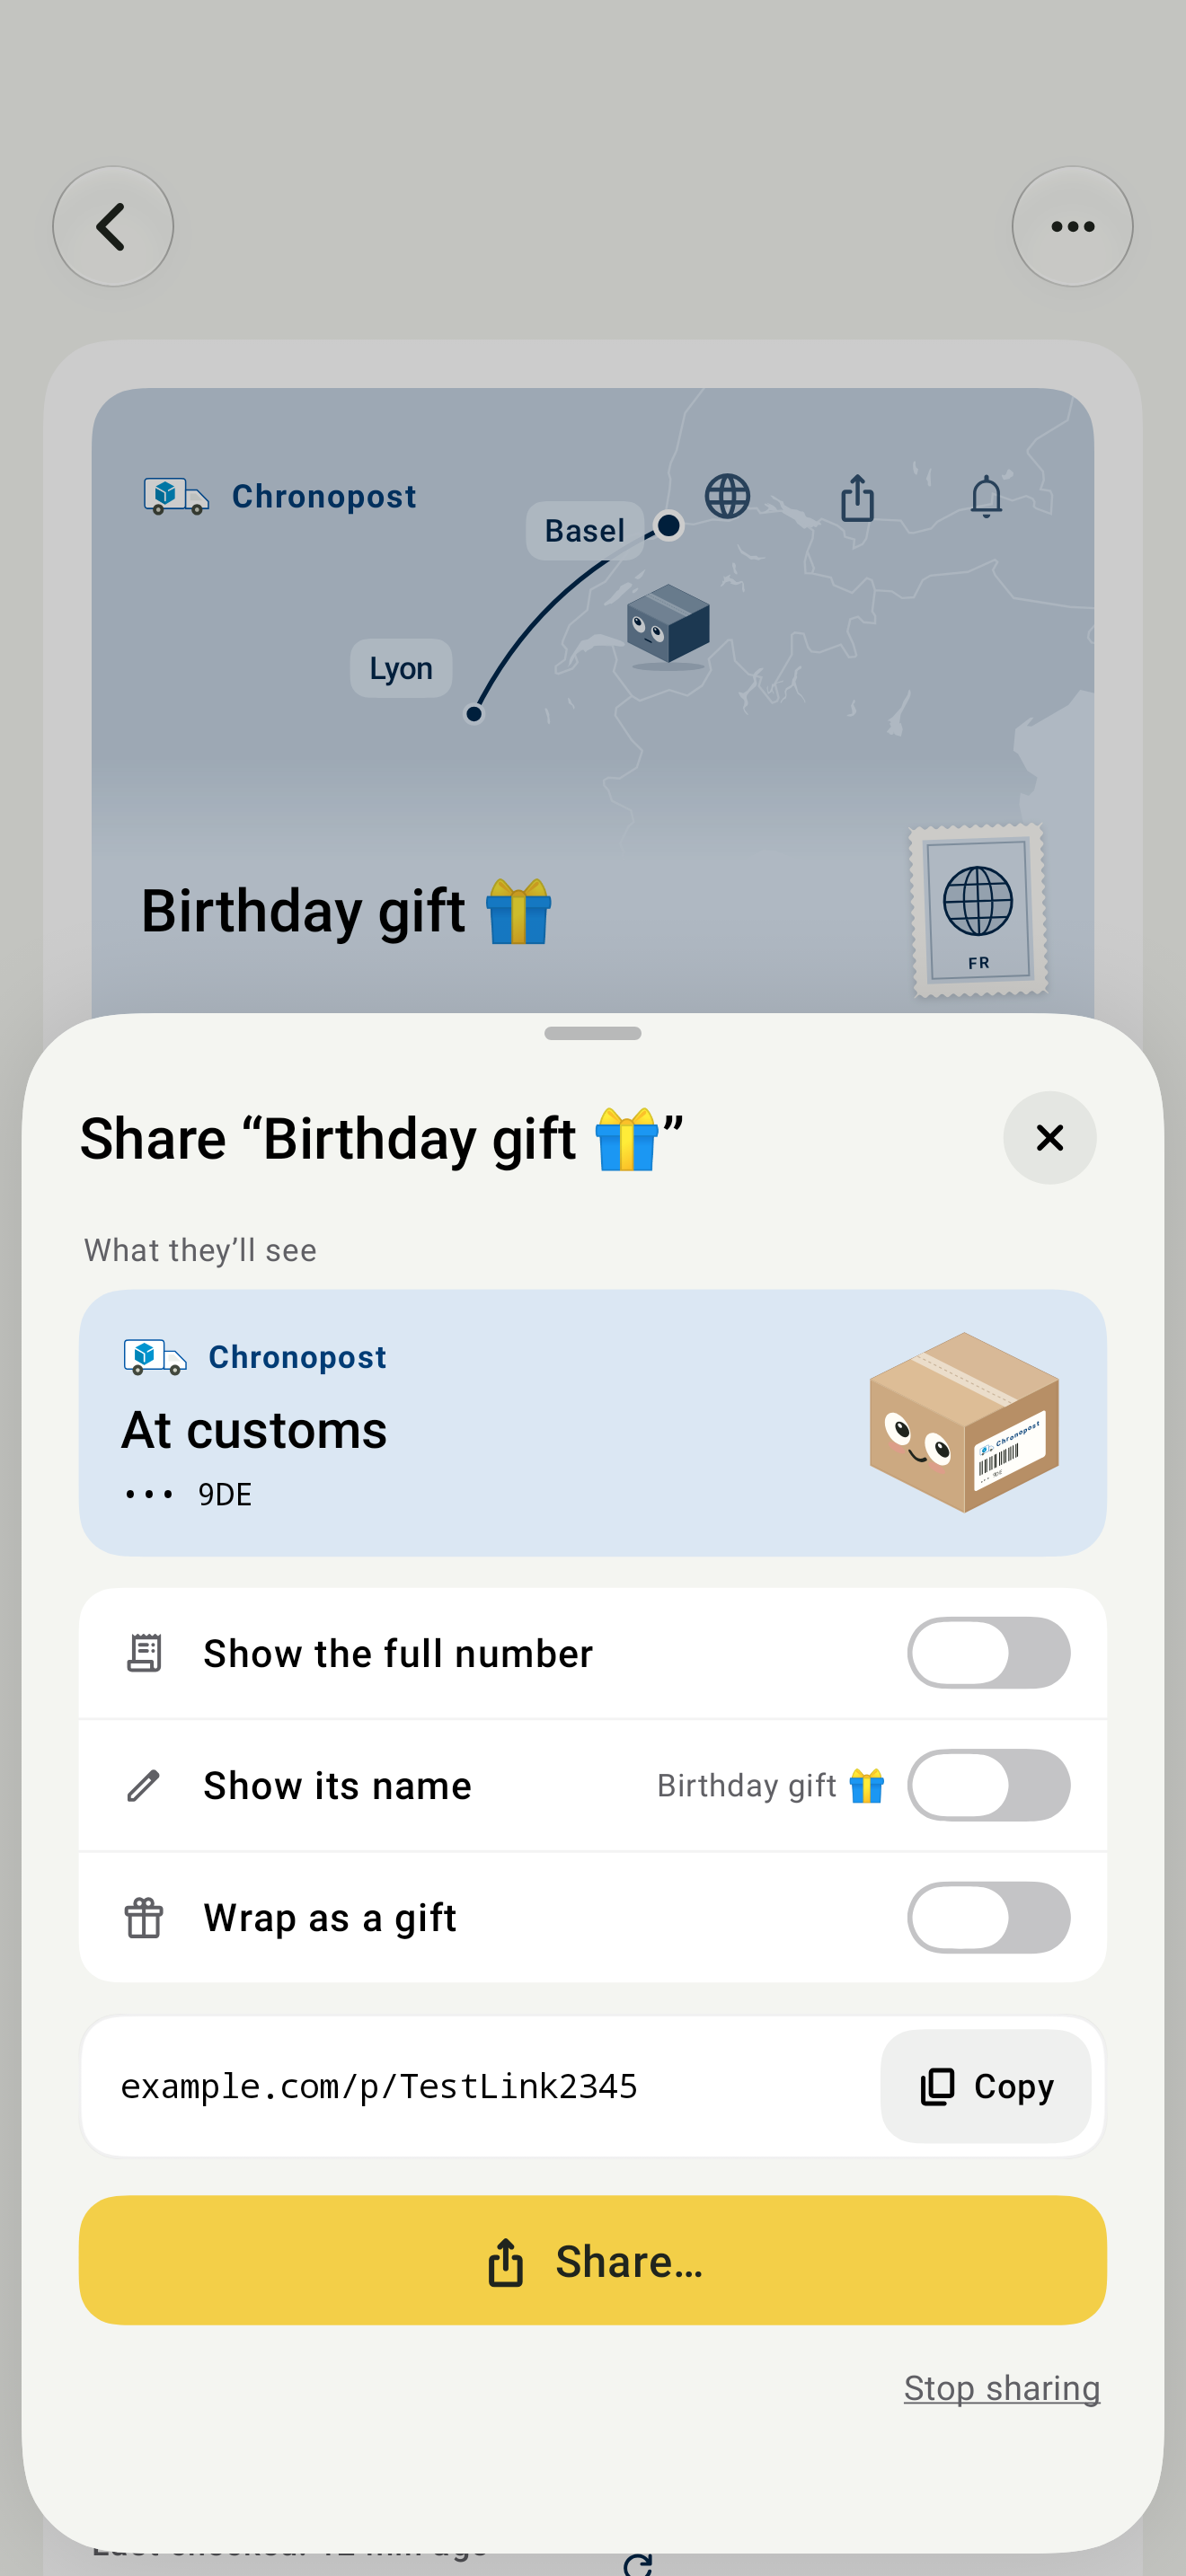 Chronopost
Basel
Lyon
Birthday gift 🎁
FR
Share “Birthday gift 🎁”
What they’ll see
Chronopost
At customs
••• 9DE
Chronopost
••• 9DE
Show the full number
Show its name
Birthday gift 🎁
Wrap as a gift
example.com/p/TestLink2345
Copy
Share…
Stop sharing